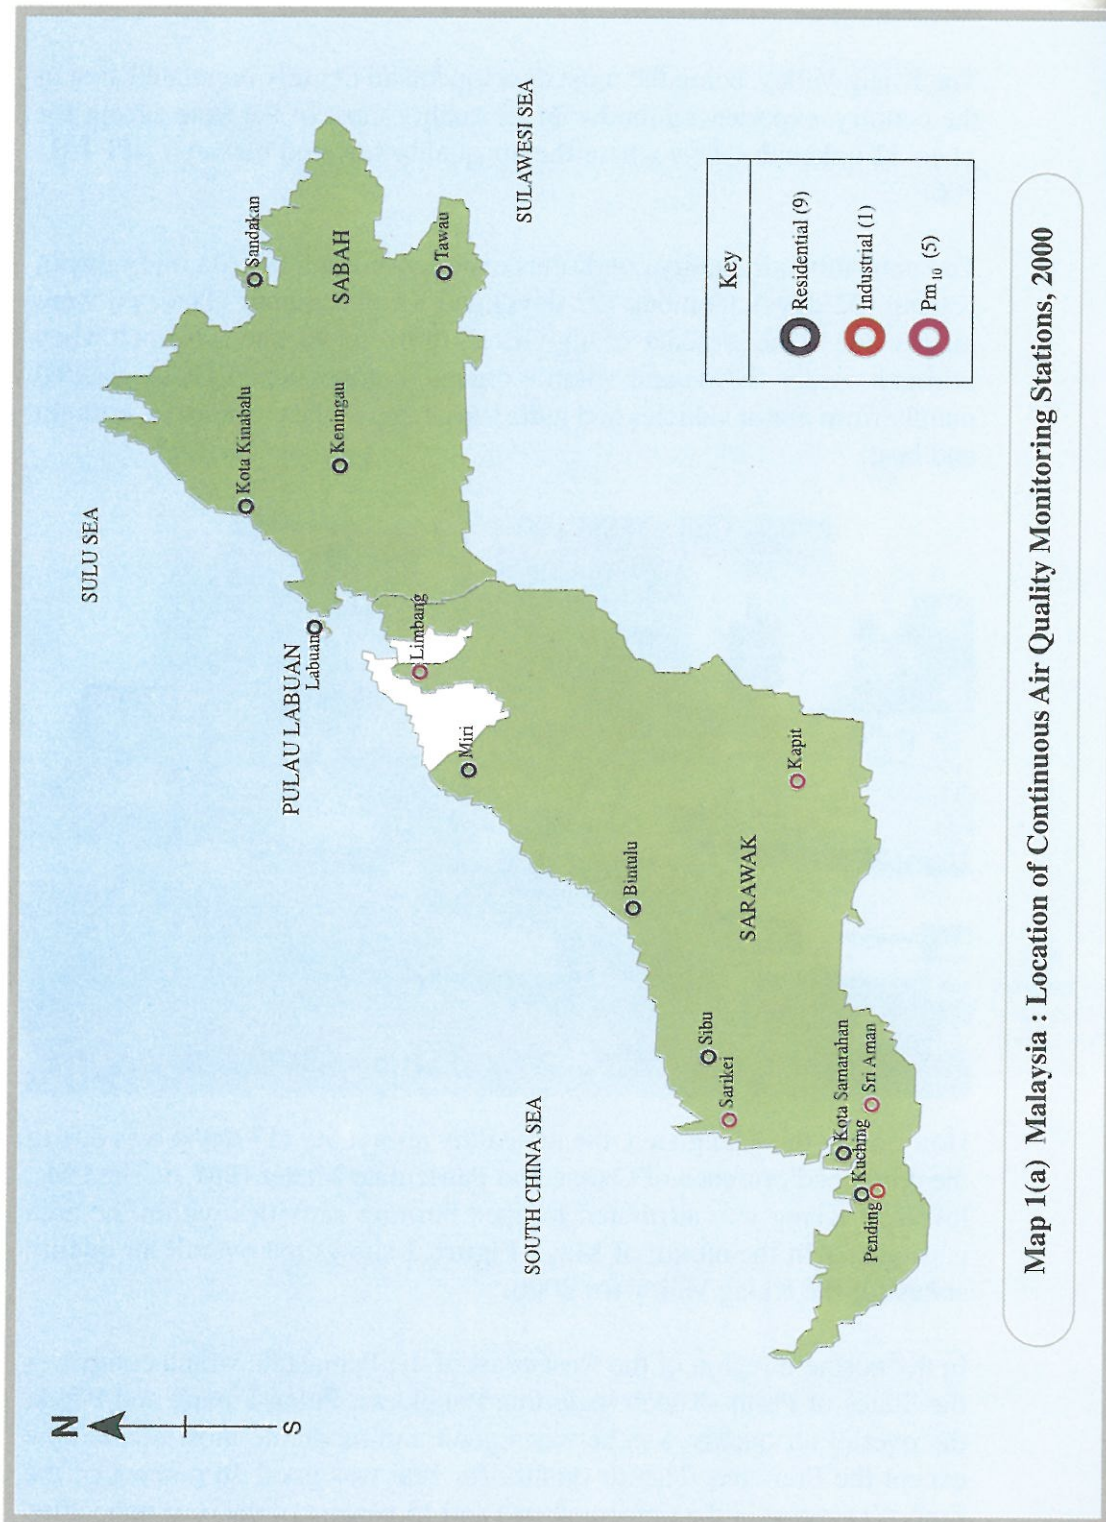 N
S
SULU SEA
SULAWESI SEA
SOUTH CHINA SEA
PULAU LABUAN
Labuan
Kota Kinabalu
Sandakan
SABAH
Keningau
Tawau
Limbang
Miri
Bintulu
Kapit
SARAWAK
Sibu
Sarikei
Kota Samarahan
Kuching
Sri Aman
Pending
Key
Residential (9)
Industrial (1)
Pm10 (5)
Map 1(a) Malaysia : Location of Continuous Air Quality Monitoring Stations, 2000